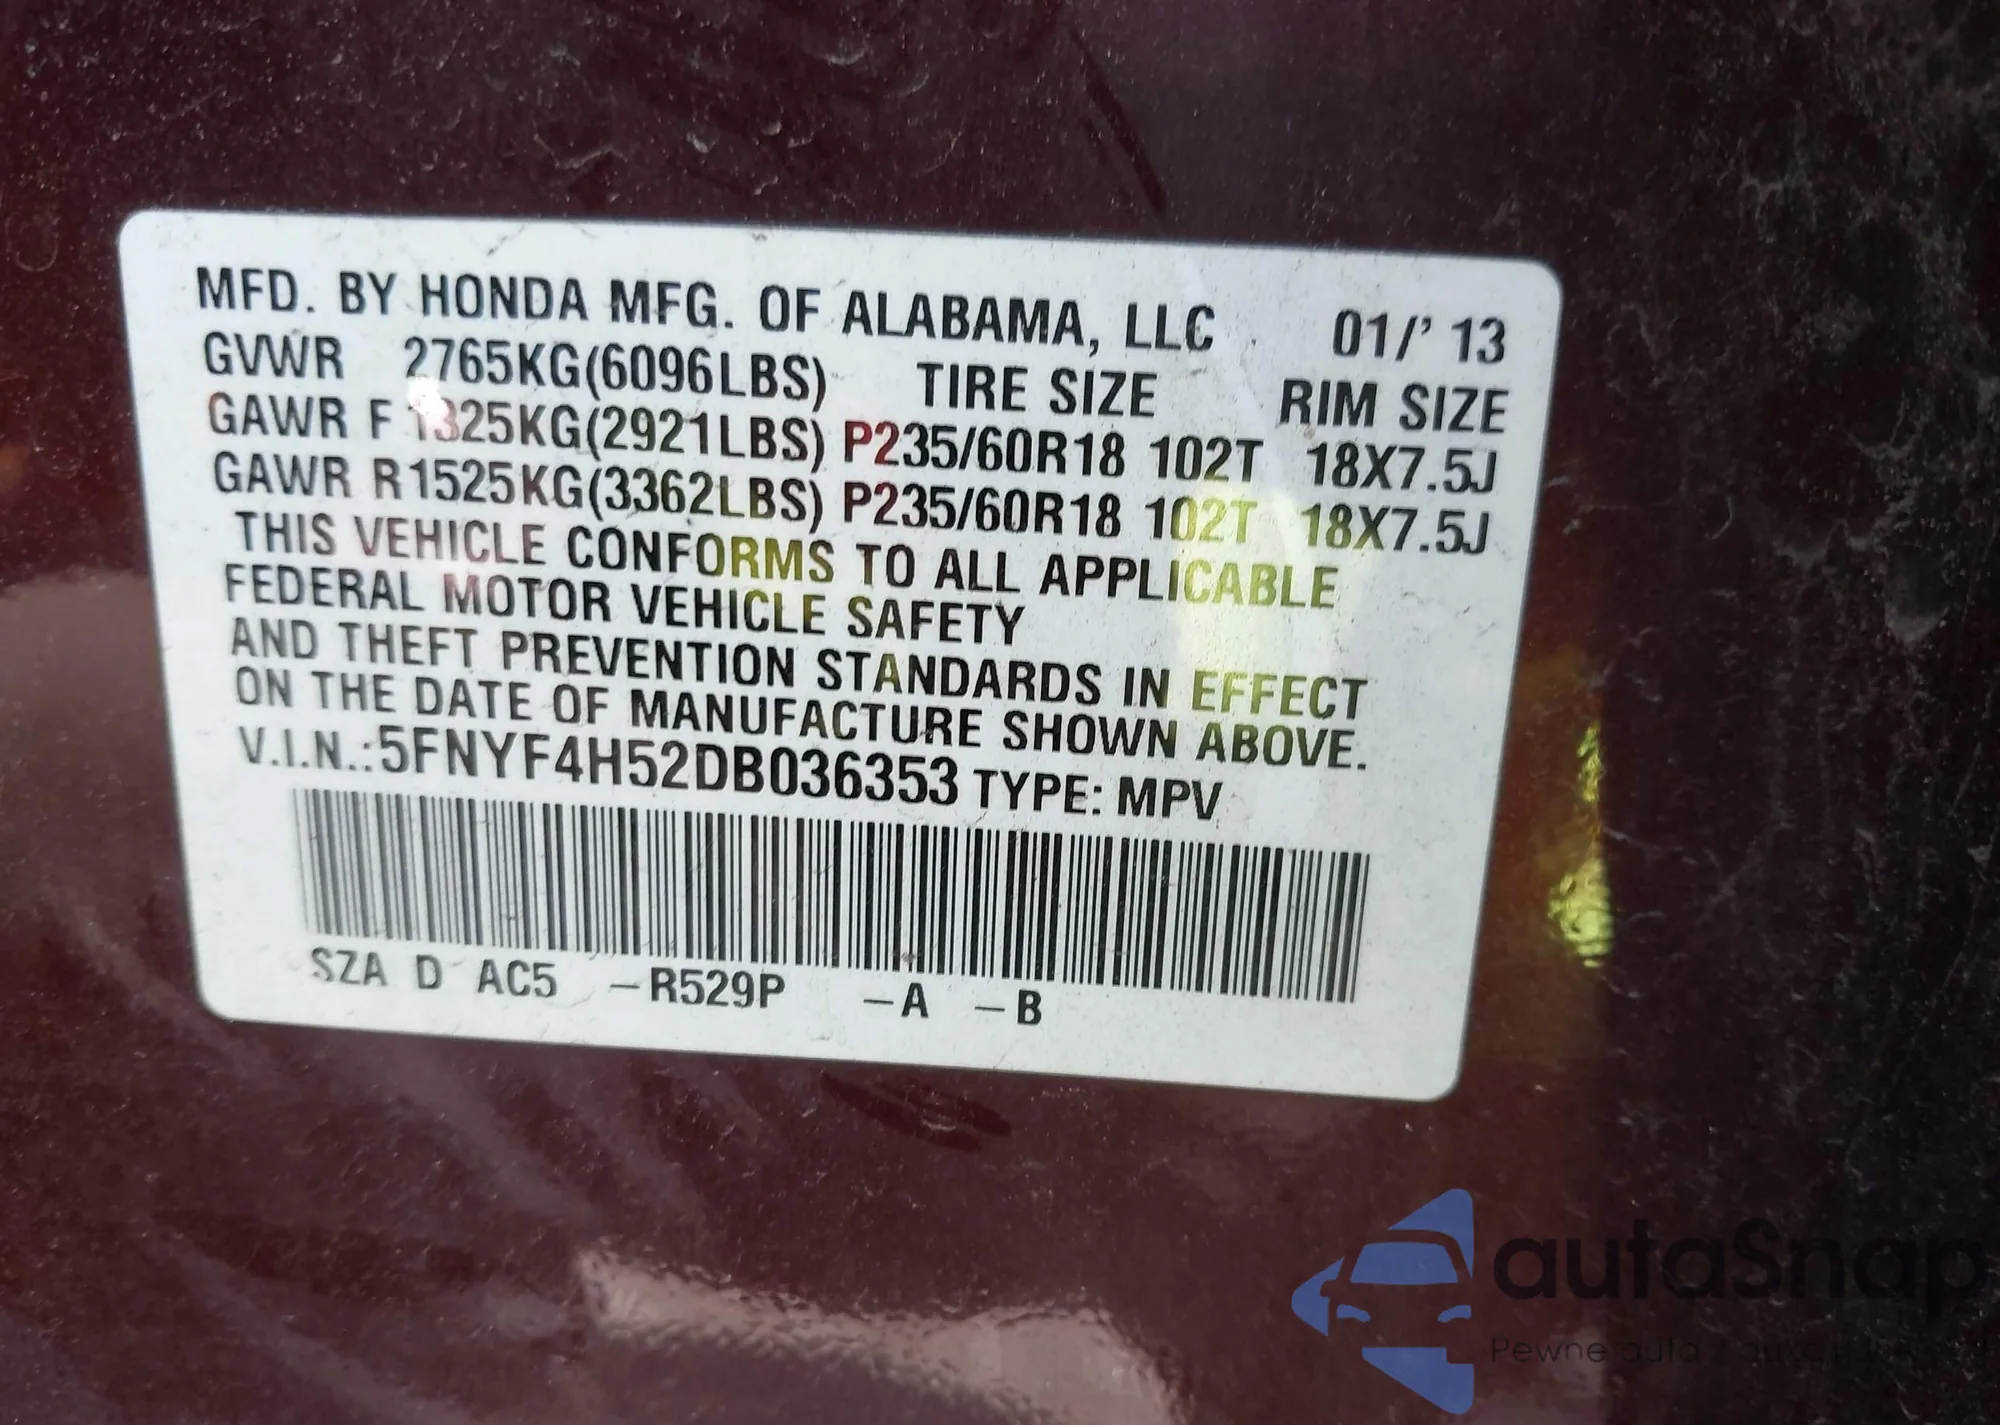 MFD. BY HONDA MFG. OF ALABAMA, LLC 01/' 13
GVWR 2765KG(6096LBS) TIRE SIZE RIM SIZE
GAWR F 1325KG(2921LBS) P235/60R18 102T 18X7.5J
GAWR R1525KG(3362LBS) P235/60R18 102T 18X7.5J
THIS VEHICLE CONFORMS TO ALL APPLICABLE
FEDERAL MOTOR VEHICLE SAFETY
AND THEFT PREVENTION STANDARDS IN EFFECT
ON THE DATE OF MANUFACTURE SHOWN ABOVE.
V.I.N.:5FNYF4H52DB036353 TYPE: MPV
SZA D AC5 -R529P -A -B
autaSnap
Pewne auta z